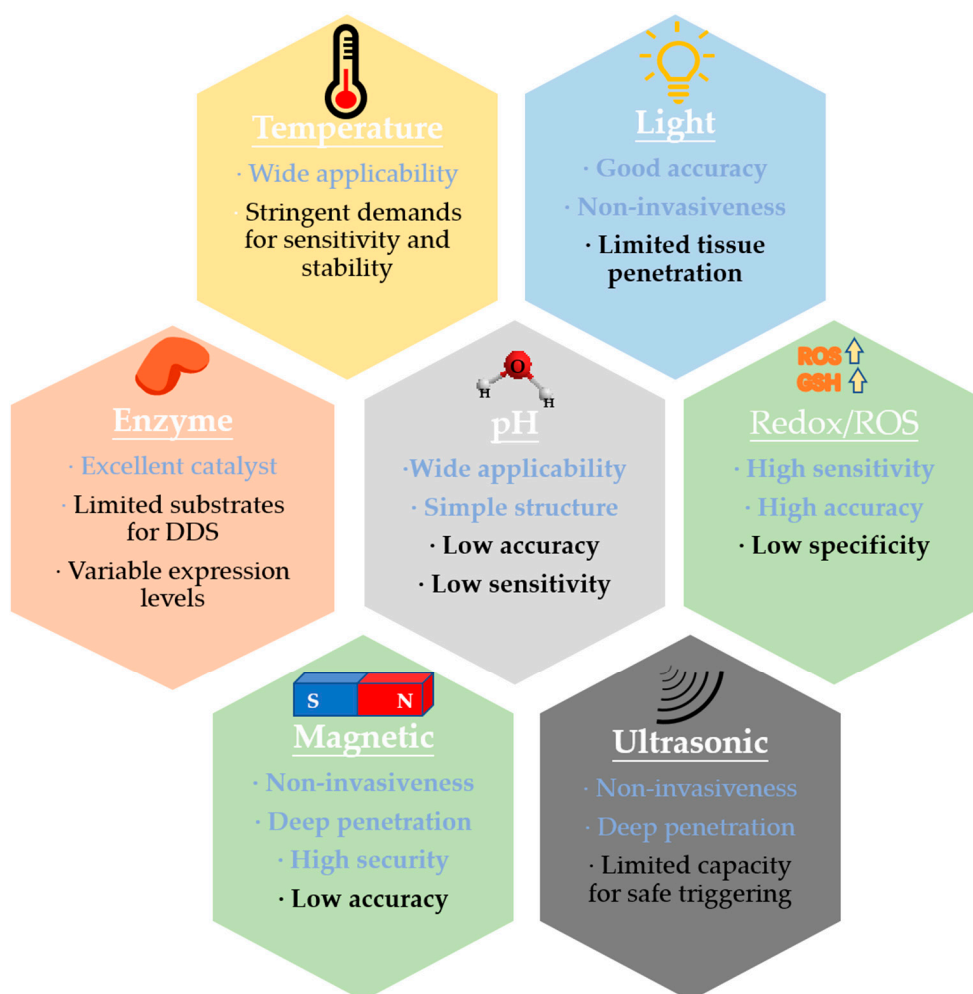 Temperature
· Wide applicability
· Stringent demands
for sensitivity and
stability
Light
· Good accuracy
· Non-invasiveness
· Limited tissue
penetration
Enzyme
· Excellent catalyst
· Limited substrates
for DDS
· Variable expression
levels
O
H
H
pH
·Wide applicability
· Simple structure
· Low accuracy
· Low sensitivity
ROS
GSH
Redox/ROS
· High sensitivity
· High accuracy
· Low specificity
S N
Magnetic
· Non-invasiveness
· Deep penetration
· High security
· Low accuracy
Ultrasonic
· Non-invasiveness
· Deep penetration
· Limited capacity
for safe triggering